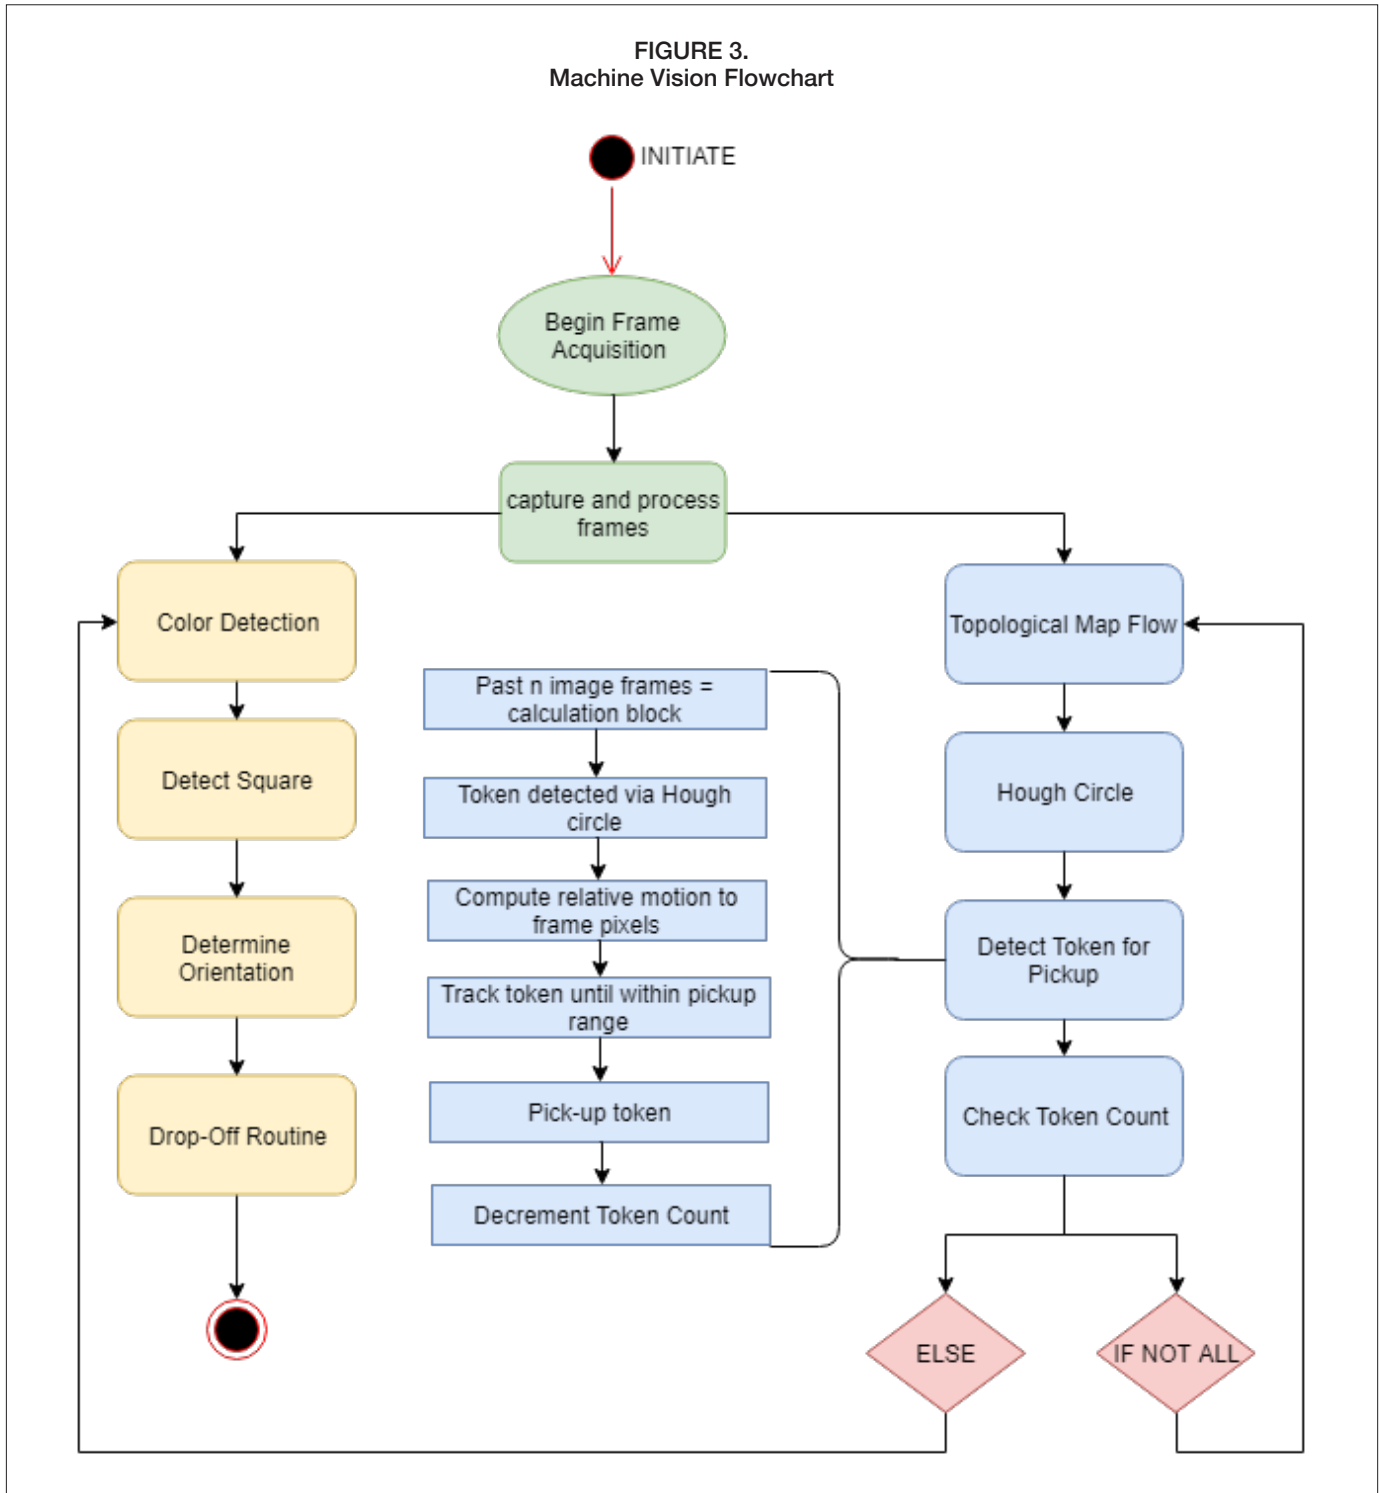 FIGURE 3.
Machine Vision Flowchart
INITIATE
Begin Frame
Acquisition
capture and process
frames
Color Detection
Detect Square
Determine
Orientation
Drop-Off Routine
Past n image frames =
calculation block
Token detected via Hough
circle
Compute relative motion to
frame pixels
Track token until within pickup
range
Pick-up token
Decrement Token Count
Topological Map Flow
Hough Circle
Detect Token for
Pickup
Check Token Count
ELSE
IF NOT ALL